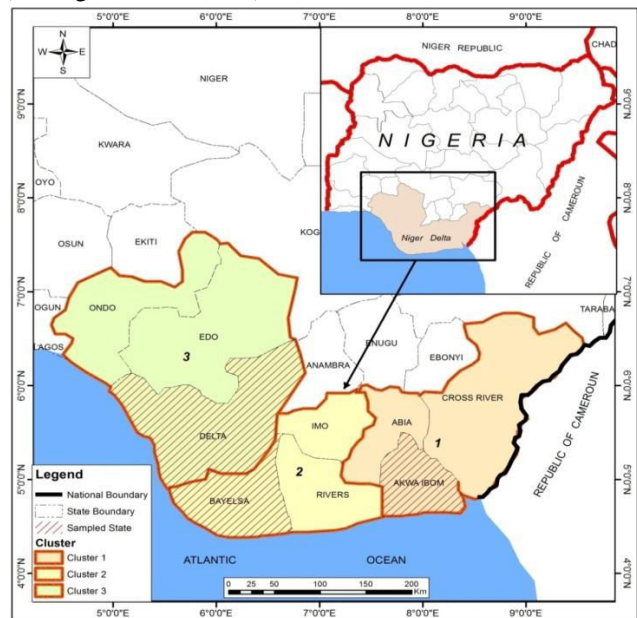 5°0'0"E 6°0'0"E 7°0'0"E 8°0'0"E 9°0'0"E
N
W E
S
NIGER REPUBLIC
CHAD
NIGERIA
Niger Delta
REPUBLIC OF CAMEROUN
NIGER
KWARA
OYO
OSUN
EKITI
KOG
OGUN
LAGOS
ONDO
EDO
3
ANAMBRA
ENUGU
EBONYI
TARABA
CROSS RIVER
DELTA
IMO
ABIA
1
2
BAYELSA
RIVERS
AKWA IBOM
REPUBLIC OF CAMEROUN
ATLANTIC OCEAN
9°0'0"N
8°0'0"N
7°0'0"N
6°0'0"N
5°0'0"N
4°0'0"N
9°0'0"N
8°0'0"N
7°0'0"N
6°0'0"N
5°0'0"N
4°0'0"N
Legend
National Boundary
State Boundary
Sampled State
Cluster
Cluster 1
Cluster 2
Cluster 3
0 25 50 100 150 200
Km
5°0'0"E 6°0'0"E 7°0'0"E 8°0'0"E 9°0'0"E